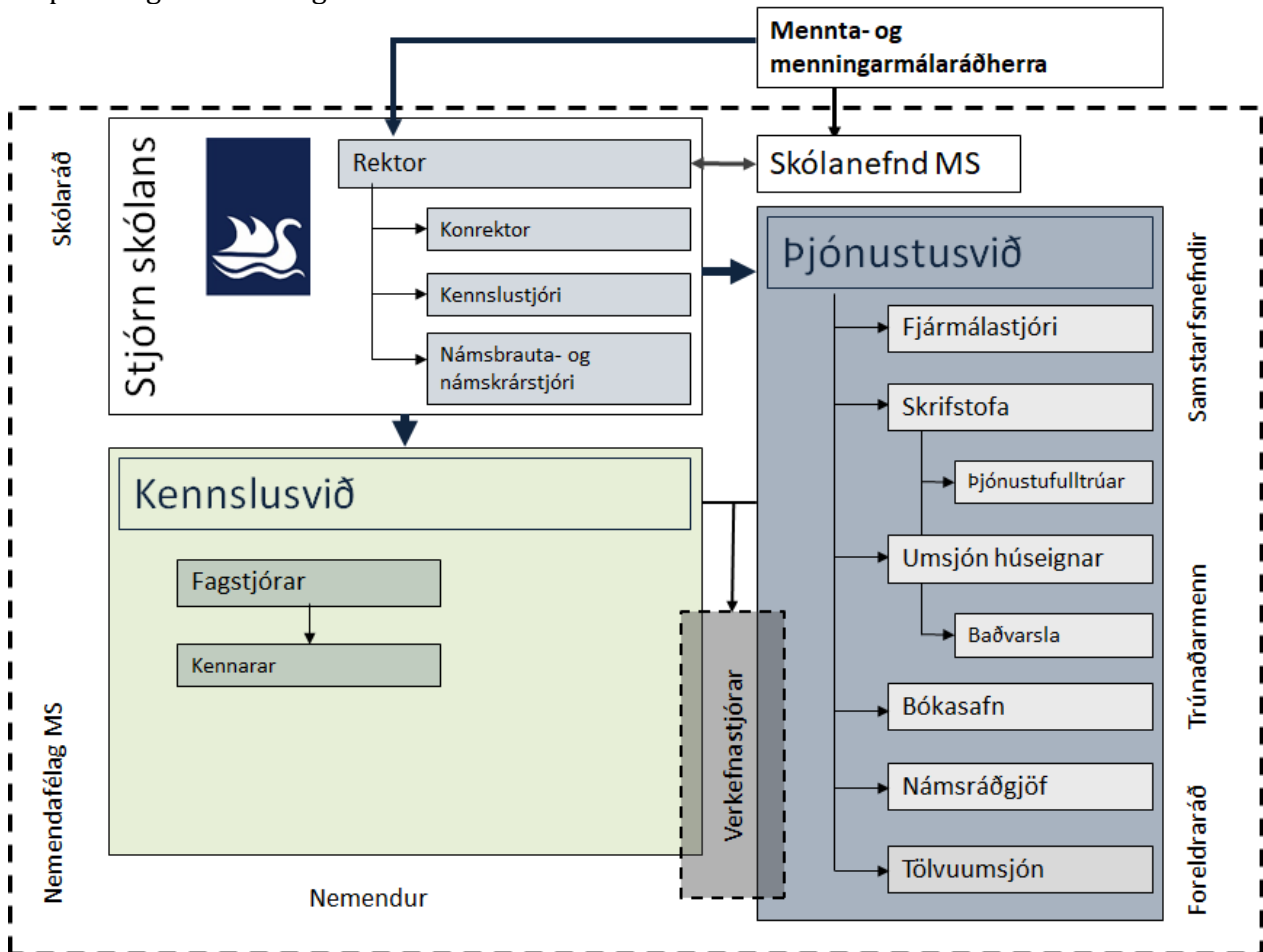 Mennta- og
menningarmálaráðherra
Skólaráð
Stjórn skólans
Rektor
Skólanefnd MS
Konrektor
Kennslustjóri
Námsbrauta- og
námskrárstjóri
Þjónustusvið
Fjármálastjóri
Skrifstofa
Þjónustufulltrúar
Umsjón húseignar
Baðvarsla
Bókasafn
Námsráðgjöf
Tölvuumsjón
Samstarfsnefndir
Trúnaðarmenn
Foreldraráð
Kennslusvið
Fagstjórar
Kennarar
Verkefnastjórar
Nemendafélag MS
Nemendur